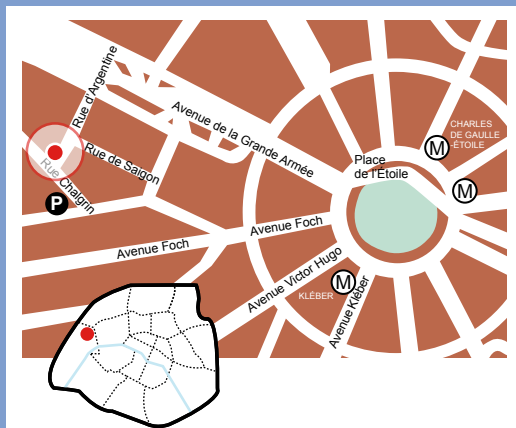 Rue d'Argentine
Avenue de la Grande Armée
CHARLES
DE GAULLE
-ÉTOILE
M
Place
de l'Étoile
Rue de Saigon
Rue Chalgrin
M
P
Avenue Foch
Avenue Foch
Avenue Victor Hugo
M
KLÉBER
Avenue Kléber